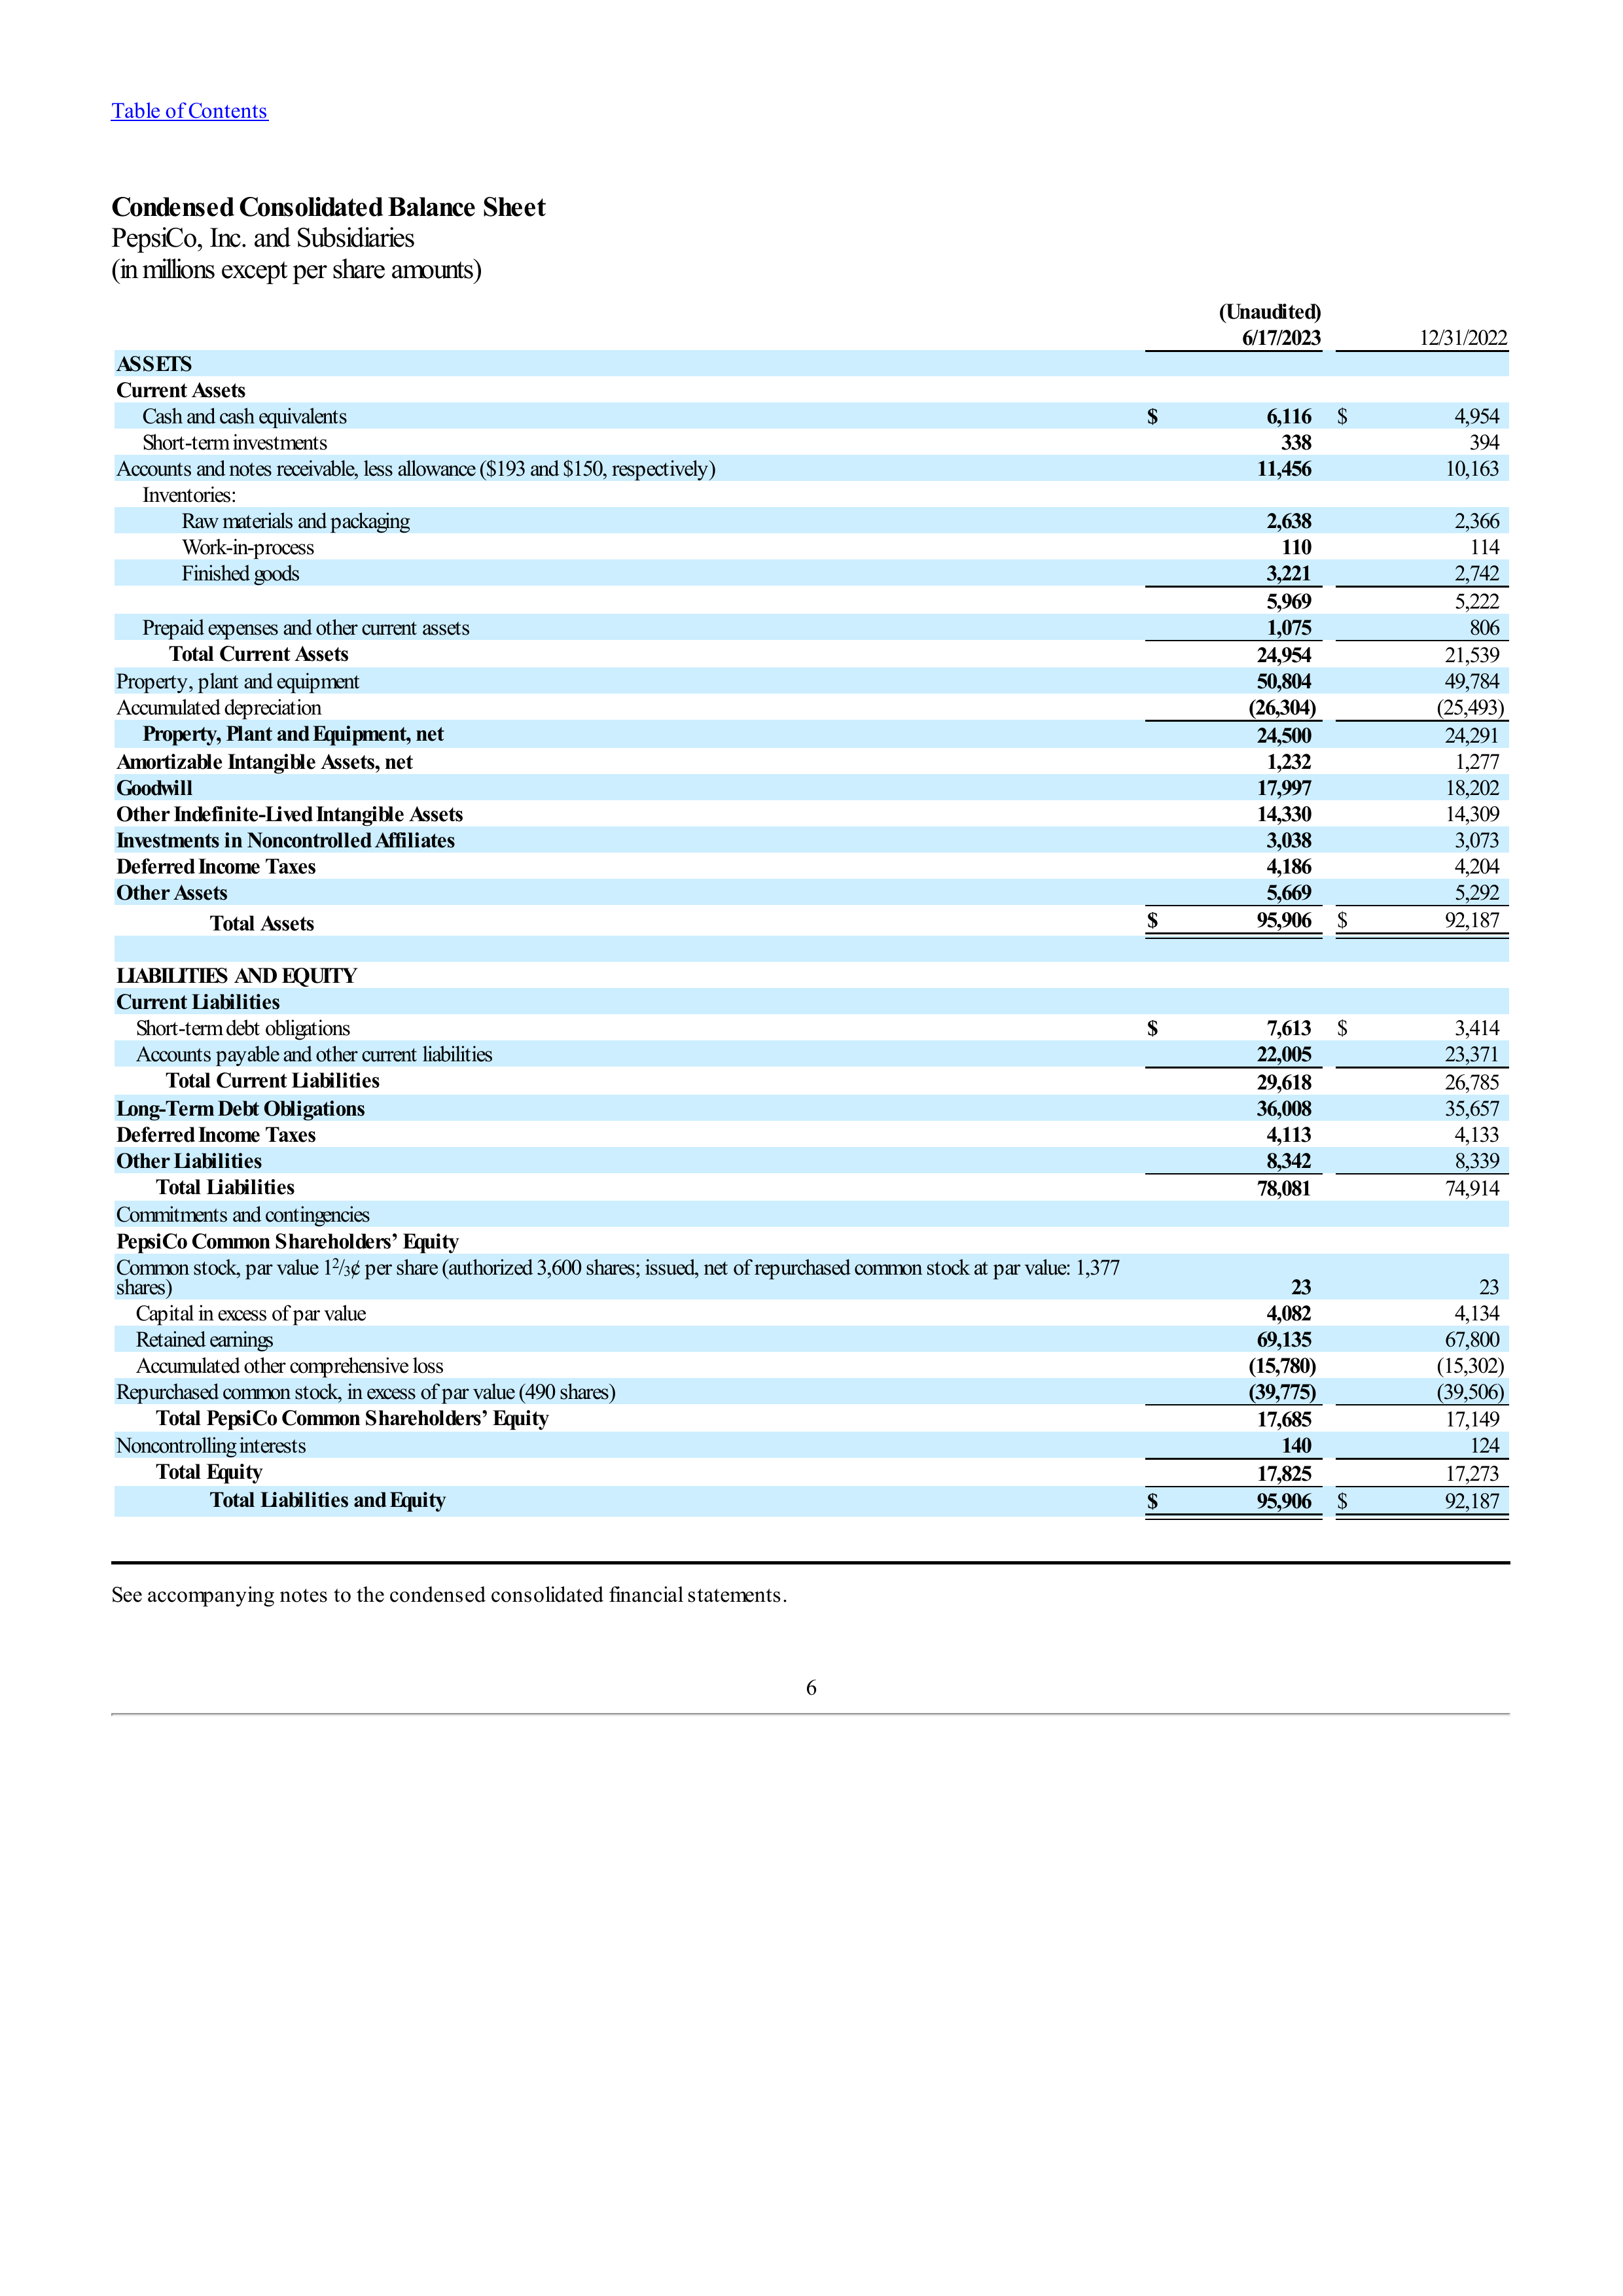 Table of Contents
Condensed Consolidated Balance Sheet
PepsiCo, Inc. and Subsidiaries
(in millions except per share amounts)
(Unaudited)
6/17/2023 12/31/2022
ASSETS
Current Assets
Cash and cash equivalents $ 6,116 $ 4,954
Short-term investments 338 394
Accounts and notes receivable, less allowance ($193 and $150, respectively) 11,456 10,163
Inventories:
Raw materials and packaging 2,638 2,366
Work-in-process 110 114
Finished goods 3,221 2,742
5,969 5,222
Prepaid expenses and other current assets 1,075 806
Total Current Assets 24,954 21,539
Property, plant and equipment 50,804 49,784
Accumulated depreciation (26,304) (25,493)
Property, Plant and Equipment, net 24,500 24,291
Amortizable Intangible Assets, net 1,232 1,277
Goodwill 17,997 18,202
Other Indefinite-Lived Intangible Assets 14,330 14,309
Investments in Noncontrolled Affiliates 3,038 3,073
Deferred Income Taxes 4,186 4,204
Other Assets 5,669 5,292
Total Assets $ 95,906 $ 92,187
LIABILITIES AND EQUITY
Current Liabilities
Short-term debt obligations $ 7,613 $ 3,414
Accounts payable and other current liabilities 22,005 23,371
Total Current Liabilities 29,618 26,785
Long-Term Debt Obligations 36,008 35,657
Deferred Income Taxes 4,113 4,133
Other Liabilities 8,342 8,339
Total Liabilities 78,081 74,914
Commitments and contingencies
PepsiCo Common Shareholders’ Equity
Common stock, par value 1²/₃¢ per share (authorized 3,600 shares; issued, net of repurchased common stock at par value: 1,377
shares) 23 23
Capital in excess of par value 4,082 4,134
Retained earnings 69,135 67,800
Accumulated other comprehensive loss (15,780) (15,302)
Repurchased common stock, in excess of par value (490 shares) (39,775) (39,506)
Total PepsiCo Common Shareholders’ Equity 17,685 17,149
Noncontrolling interests 140 124
Total Equity 17,825 17,273
Total Liabilities and Equity $ 95,906 $ 92,187
See accompanying notes to the condensed consolidated financial statements.
6